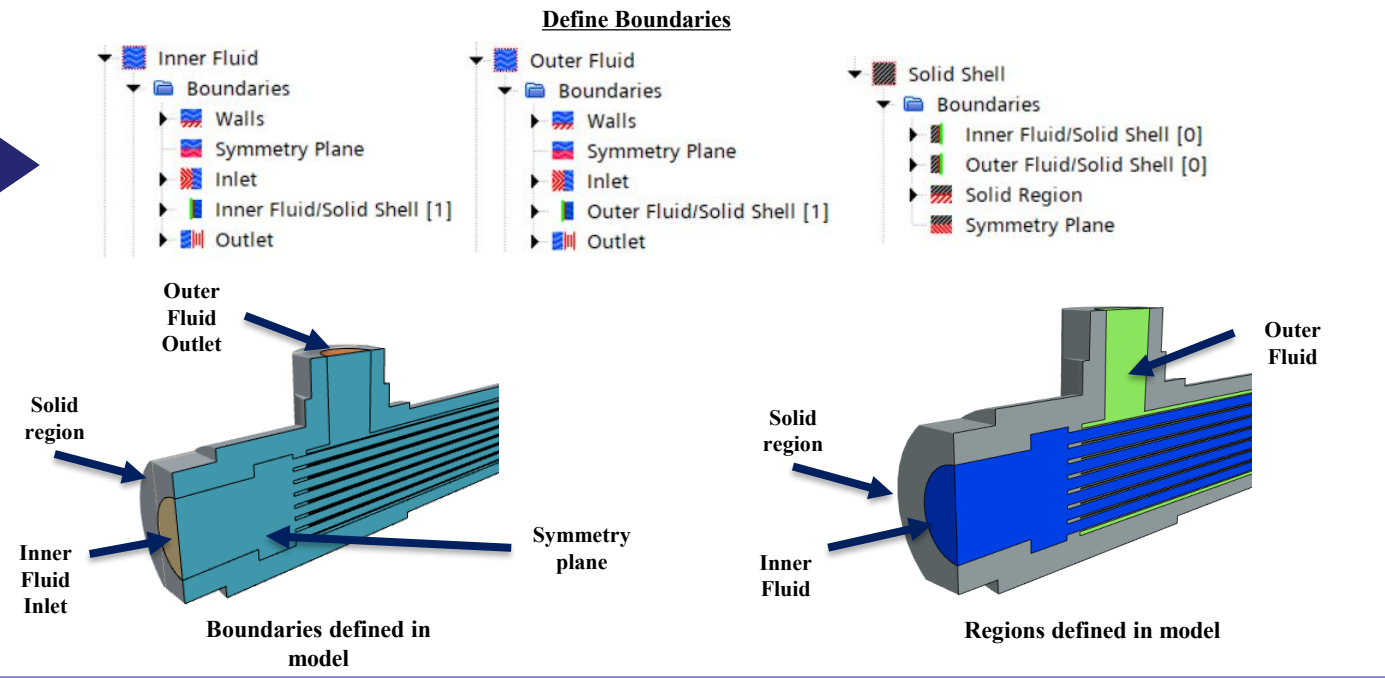 Define Boundaries
Inner Fluid
Boundaries
Walls
Symmetry Plane
Inlet
Inner Fluid/Solid Shell [1]
Outlet
Outer Fluid
Boundaries
Walls
Symmetry Plane
Inlet
Outer Fluid/Solid Shell [1]
Outlet
Solid Shell
Boundaries
Inner Fluid/Solid Shell [0]
Outer Fluid/Solid Shell [0]
Solid Region
Symmetry Plane
Outer
Fluid
Outlet
Solid
region
Inner
Fluid
Inlet
Symmetry
plane
Boundaries defined in
model
Outer
Fluid
Solid
region
Inner
Fluid
Regions defined in model